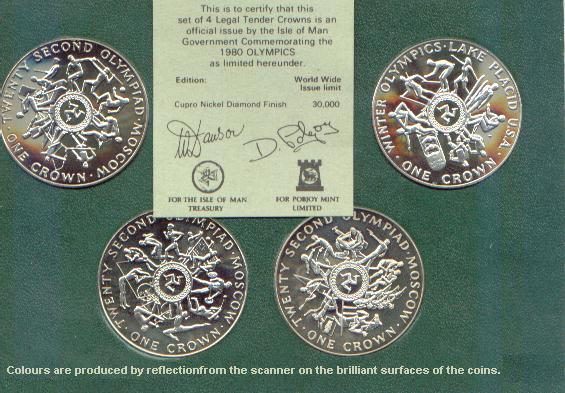 This is to certify that this
set of 4 Legal Tender Crowns is an
official issue by the Isle of Man
Government Commemorating the
1980 OLYMPICS
as limited hereunder.
Edition: World Wide
Issue limit
Cupro Nickel Diamond Finish 30,000
FOR THE ISLE OF MAN
TREASURY
FOR POBJOY MINT
LIMITED
TWENTY SECOND OLYMPIAD MOSCOW
· ONE CROWN ·
WINTER OLYMPICS · LAKE PLACID USA ·
ONE CROWN ·
TWENTY SECOND OLYMPIAD · MOSCOW
· ONE CROWN ·
TWENTY SECOND OLYMPIAD · MOSCOW
· ONE CROWN ·
Colours are produced by reflectionfrom the scanner on the brilliant surfaces of the coins.